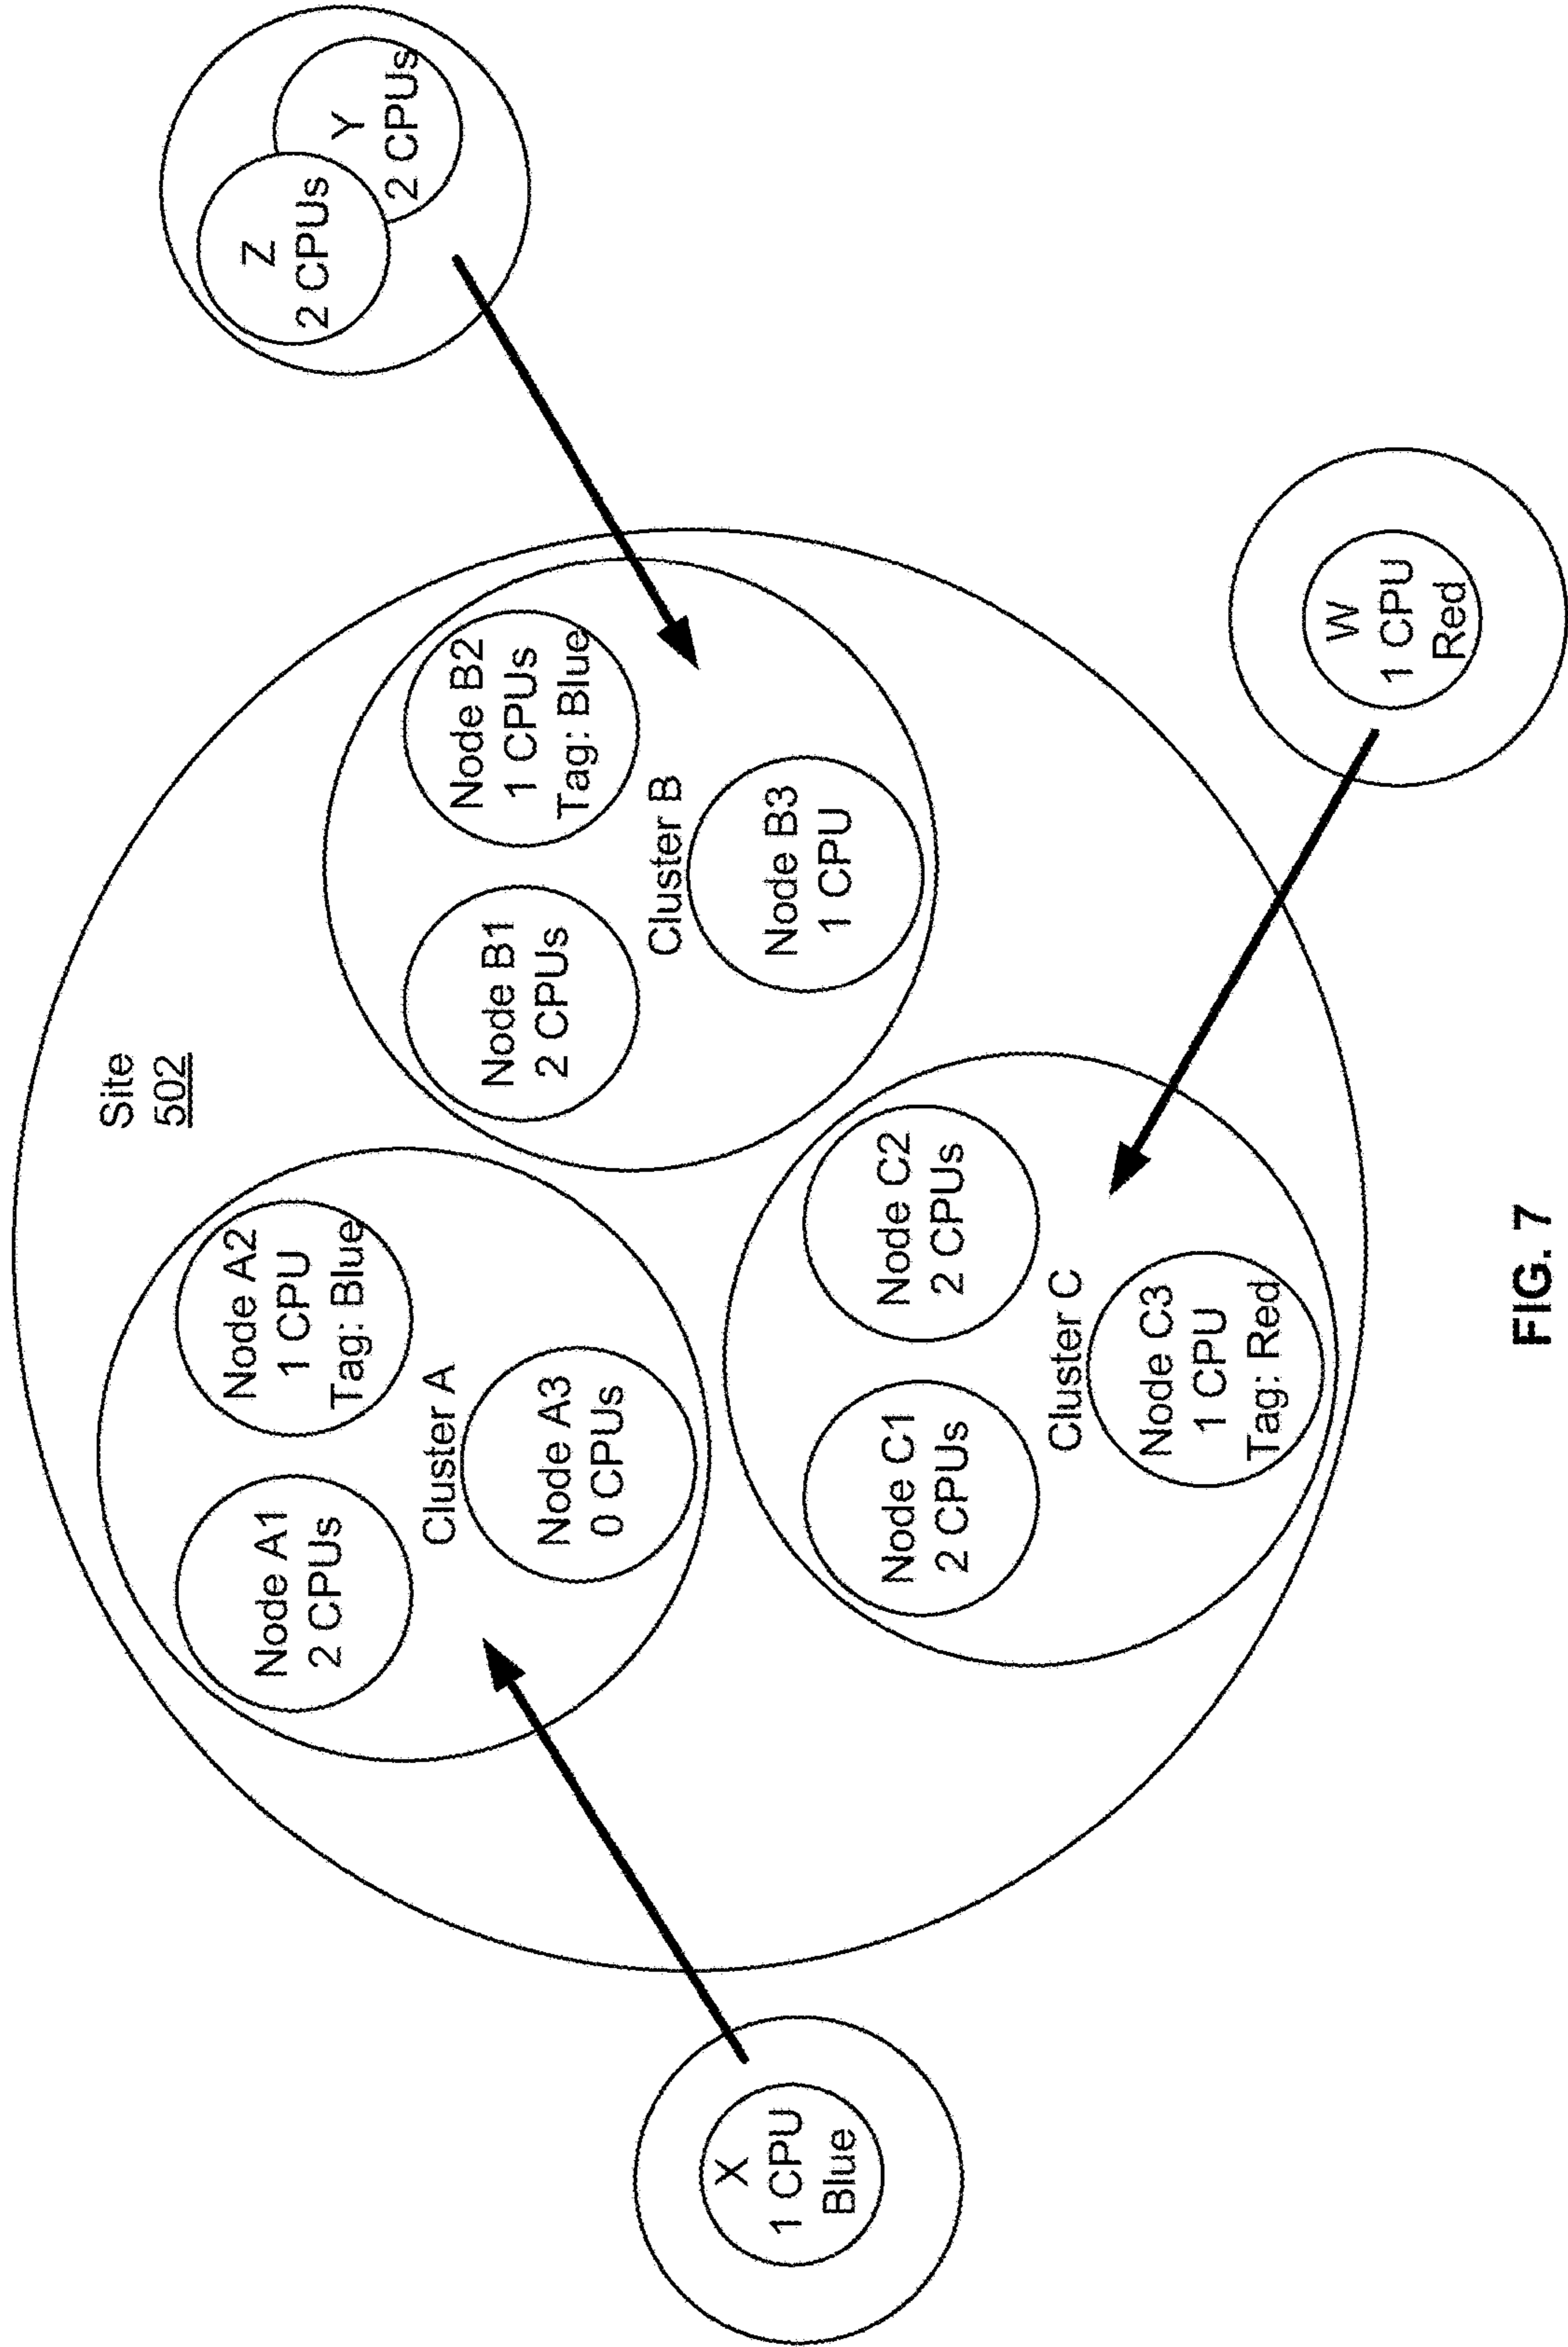 Site
502
Node A1
2 CPUs
Node A2
1 CPU
Tag: Blue
Cluster A
Node A3
0 CPUs
Node B1
2 CPUs
Node B2
1 CPUs
Tag: Blue
Cluster B
Node B3
1 CPU
Node C1
2 CPUs
Node C2
2 CPUs
Cluster C
Node C3
1 CPU
Tag: Red
X
1 CPU
Blue
Z
2 CPUs
Y
2 CPUs
W
1 CPU
Red
FIG. 7